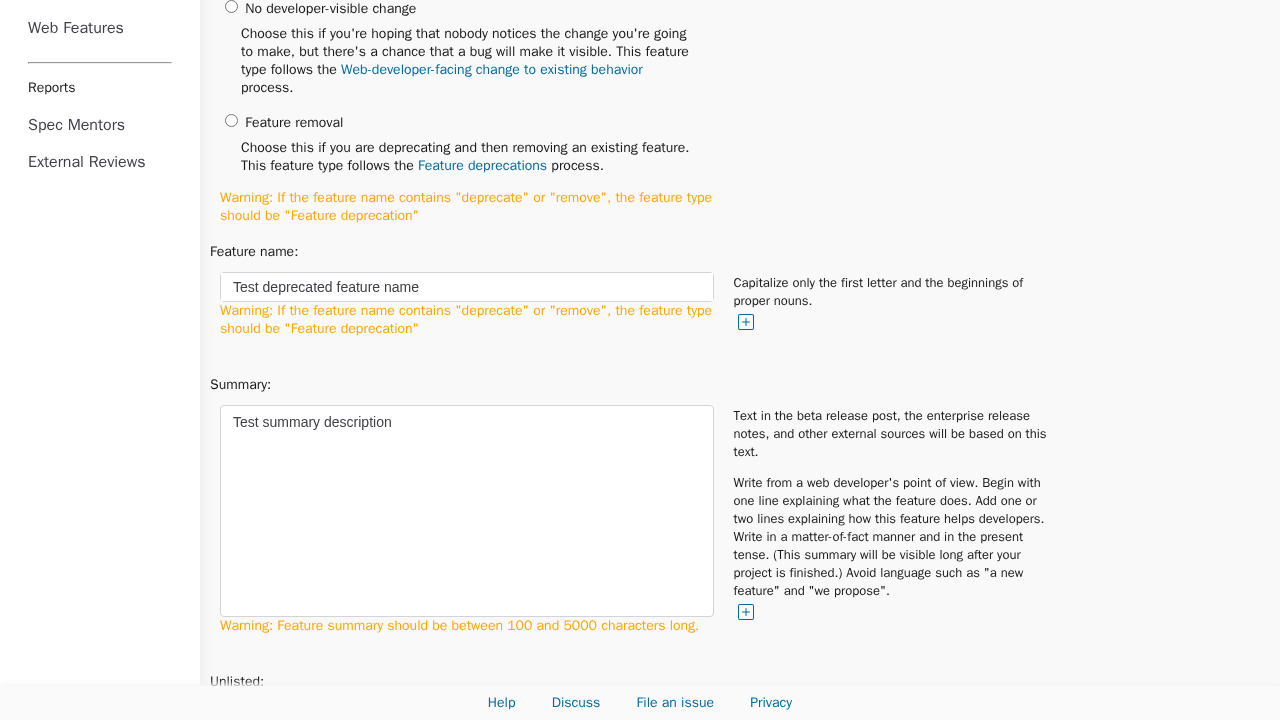 Web Features
Reports
Spec Mentors
External Reviews
No developer-visible change
Choose this if you're hoping that nobody notices the change you're going
to make, but there's a chance that a bug will make it visible. This feature
type follows the Web-developer-facing change to existing behavior
process.
Feature removal
Choose this if you are deprecating and then removing an existing feature.
This feature type follows the Feature deprecations process.
Warning: If the feature name contains "deprecate" or "remove", the feature type
should be "Feature deprecation"
Feature name:
Test deprecated feature name
Warning: If the feature name contains "deprecate" or "remove", the feature type
should be "Feature deprecation"
Capitalize only the first letter and the beginnings of
proper nouns.
Summary:
Test summary description
Warning: Feature summary should be between 100 and 5000 characters long.
Text in the beta release post, the enterprise release
notes, and other external sources will be based on this
text.
Write from a web developer's point of view. Begin with
one line explaining what the feature does. Add one or
two lines explaining how this feature helps developers.
Write in a matter-of-fact manner and in the present
tense. (This summary will be visible long after your
project is finished.) Avoid language such as "a new
feature" and "we propose".
Unlisted:
Help
Discuss
File an issue
Privacy